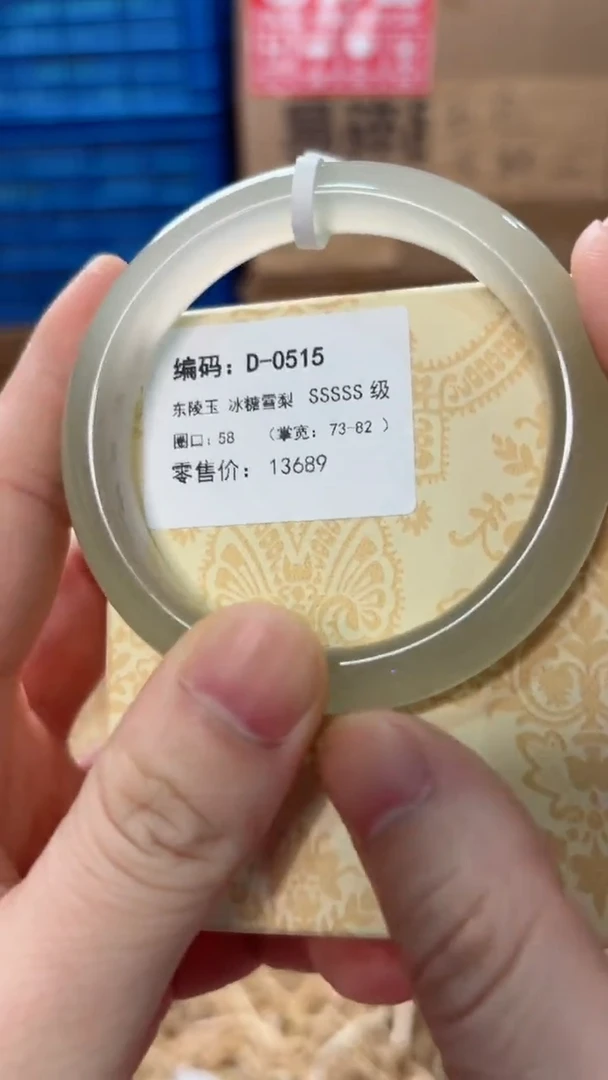 编码：D-0515
东陵玉 冰糖雪梨 SSSSS 级
圈口：58 （掌宽：73-82 ）
零售价： 13689